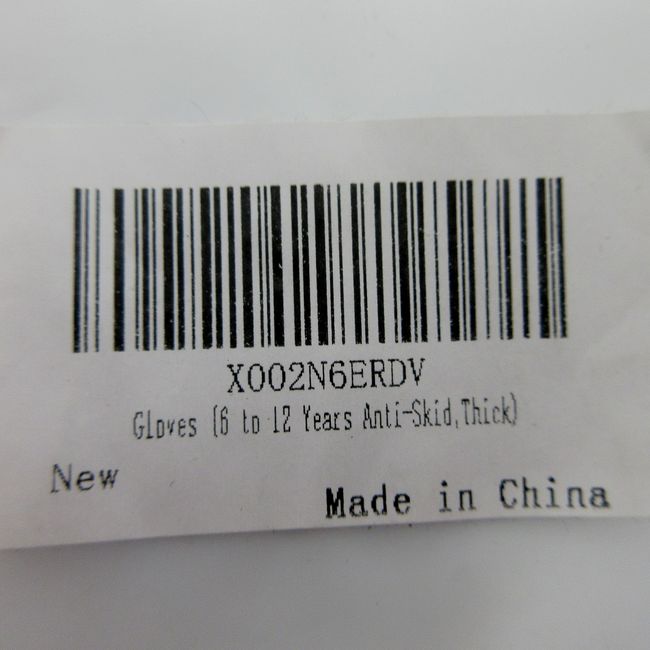 X002N6ERDV
Gloves (6 to 12 Years Anti-Skid,Thick)
New
Made in China